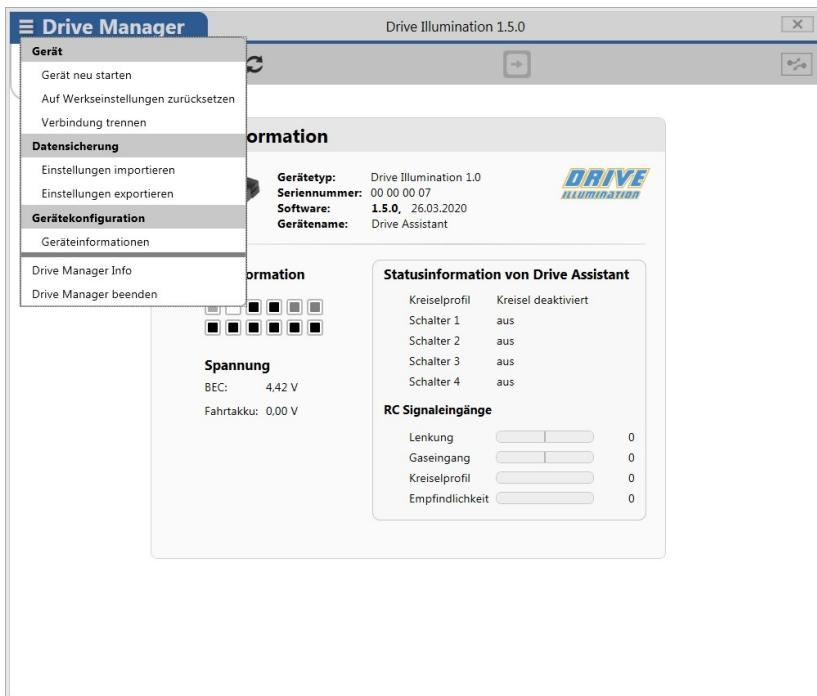 Drive Manager
Drive Illumination 1.5.0
Gerät
Gerät neu starten
Auf Werkseinstellungen zurücksetzen
Verbindung trennen
Datensicherung
Einstellungen importieren
Einstellungen exportieren
Gerätekonfiguration
Geräteinformationen
Drive Manager Info
Drive Manager beenden
ormation
Gerätetyp: Drive Illumination 1.0
Seriennummer: 00 00 00 07
Software: 1.5.0, 26.03.2020
Gerätename: Drive Assistant
DRIVE
ILLUMINATION
ormation
Spannung
BEC: 4,42 V
Fahrtakku: 0,00 V
Statusinformation von Drive Assistant
Kreiselprofil Kreisel deaktiviert
Schalter 1 aus
Schalter 2 aus
Schalter 3 aus
Schalter 4 aus
RC Signaleingänge
Lenkung 0
Gaseingang 0
Kreiselprofil 0
Empfindlichkeit 0